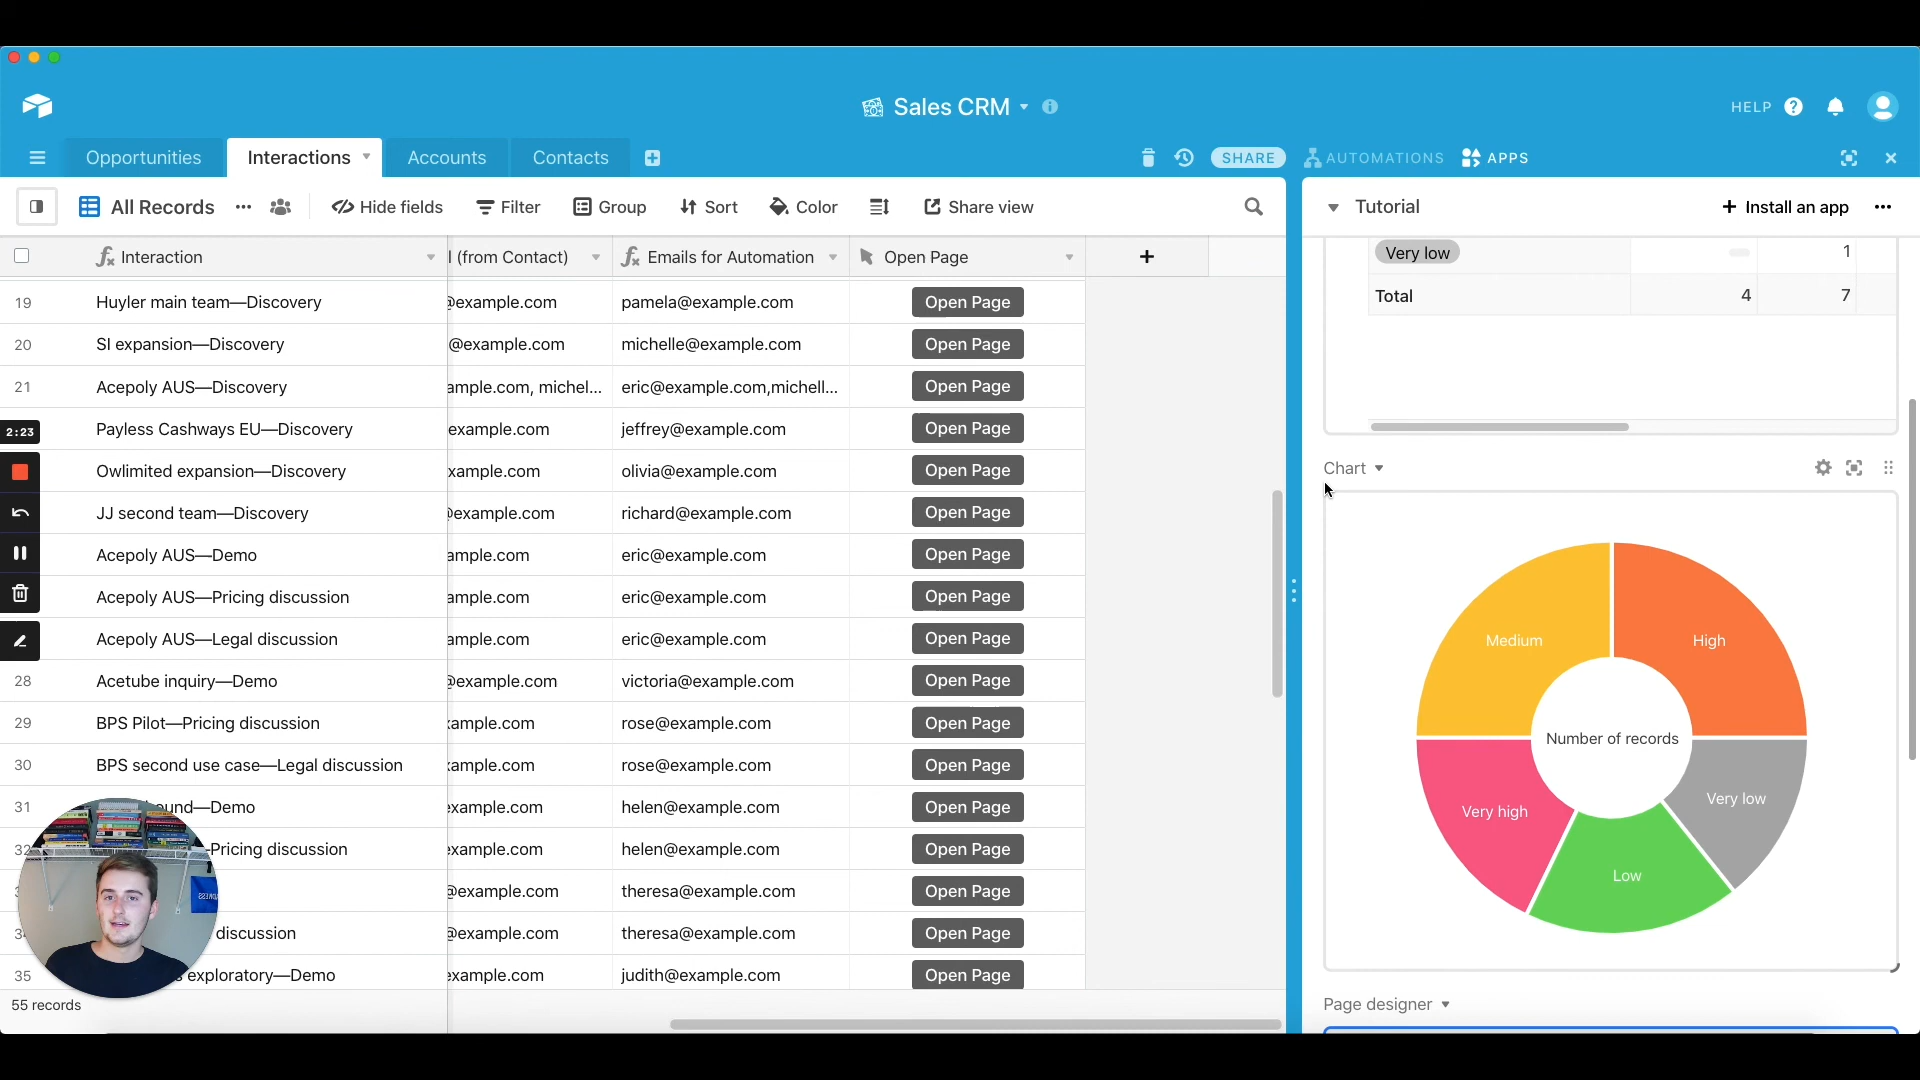 Sales CRM
HELP
Opportunities
Interactions
Accounts
Contacts
SHARE
AUTOMATIONS
APPS
All Records
Hide fields
Filter
Group
Sort
Color
Share view
Tutorial
+ Install an app
Interaction
l (from Contact)
Emails for Automation
Open Page
19 Huyler main team—Discovery @example.com pamela@example.com Open Page
20 SI expansion—Discovery @example.com michelle@example.com Open Page
21 Acepoly AUS—Discovery ample.com, michel... eric@example.com,michell... Open Page
Payless Cashways EU—Discovery example.com jeffrey@example.com Open Page
Owlimited expansion—Discovery xample.com olivia@example.com Open Page
JJ second team—Discovery @example.com richard@example.com Open Page
Acepoly AUS—Demo ample.com eric@example.com Open Page
Acepoly AUS—Pricing discussion ample.com eric@example.com Open Page
Acepoly AUS—Legal discussion ample.com eric@example.com Open Page
28 Acetube inquiry—Demo @example.com victoria@example.com Open Page
29 BPS Pilot—Pricing discussion xample.com rose@example.com Open Page
30 BPS second use case—Legal discussion xample.com rose@example.com Open Page
31 ound—Demo example.com helen@example.com Open Page
32 —Pricing discussion example.com helen@example.com Open Page
@example.com theresa@example.com Open Page
discussion @example.com theresa@example.com Open Page
35 exploratory—Demo example.com judith@example.com Open Page
55 records
2:23
Very low 1
Total 4 7
Chart
Medium
High
Number of records
Very high
Very low
Low
Page designer